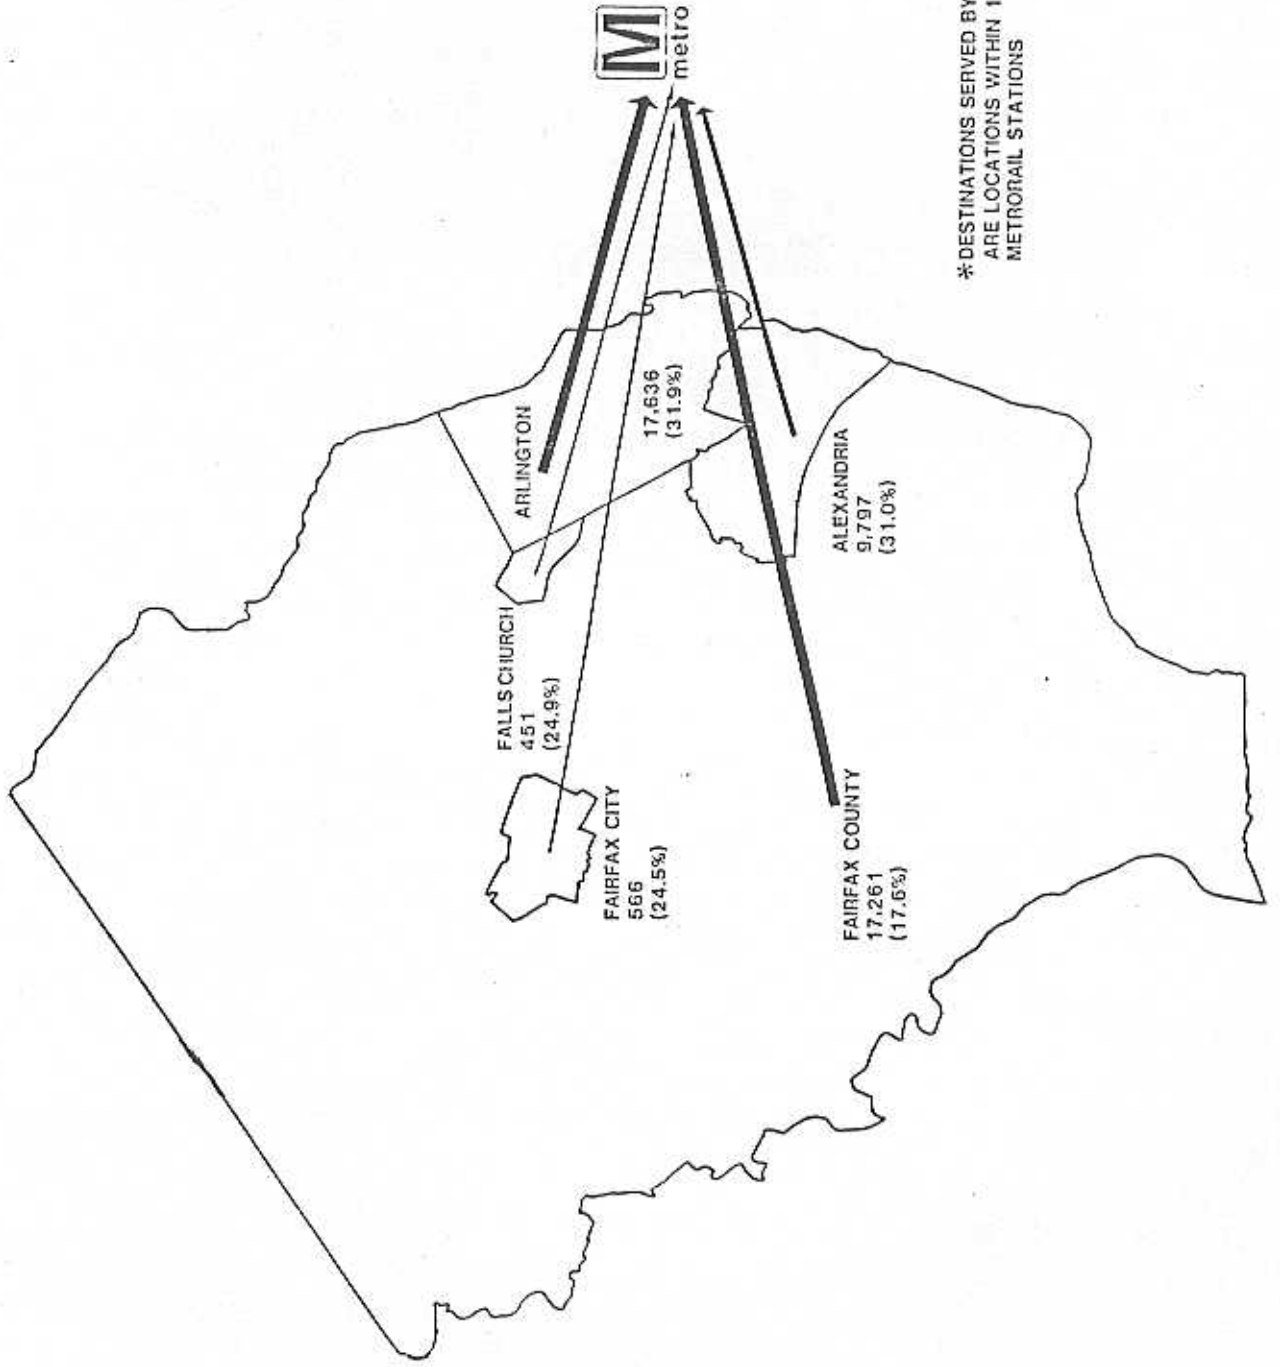 M
metro
ARLINGTON
17,636
(31.9%)
FALLS CHURCH
451
(24.9%)
FAIRFAX CITY
566
(24.5%)
ALEXANDRIA
9,797
(31.0%)
FAIRFAX COUNTY
17,261
(17.6%)
*DESTINATIONS SERVED BY
ARE LOCATIONS WITHIN 1
METRORAIL STATIONS